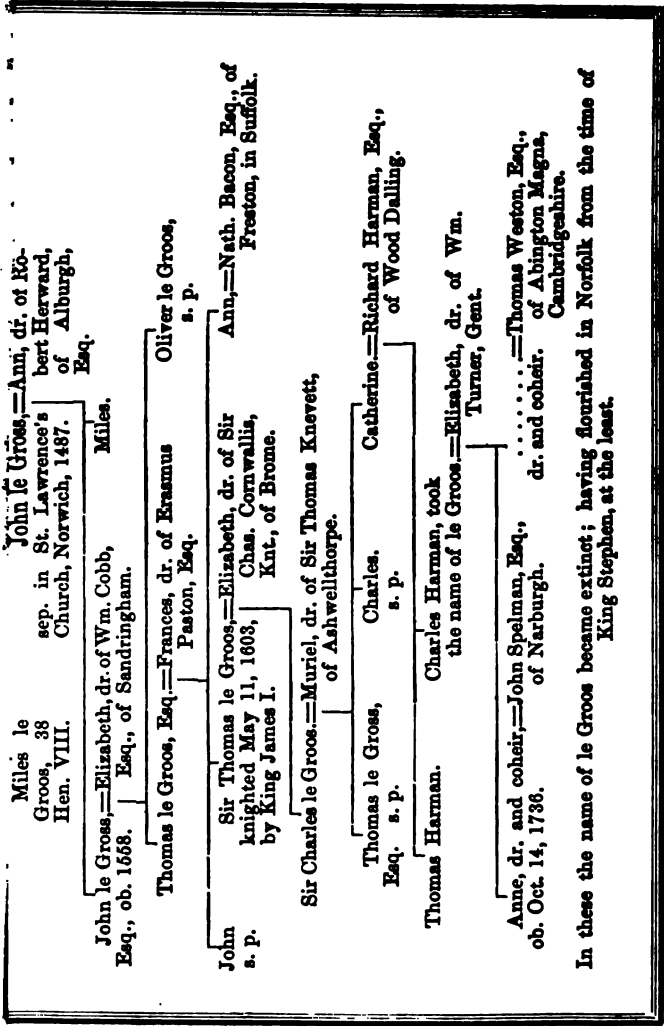 Miles le
Groos, 38
Hen. VIII.
John le Gross,=Ann, dr. of Ro-
sep. in St. Lawrence's bert Herward,
Church, Norwich, 1487. of Alburgh,
Esq.
John le Gross,=Elizabeth, dr. of Wm. Cobb, Miles.
Esq., ob. 1558. Esq., of Sandringham.
Thomas le Groos, Esq.=Frances, dr. of Erasmus Oliver le Groos,
Paston, Esq. s. p.
John Sir Thomas le Groos,=Elizabeth, dr. of Sir Ann,=Nath. Bacon, Esq., of
s. p. knighted May 11, 1603, Chas. Cornwallis, Freston, in Suffolk.
by King James I. Knt., of Brome.
Sir Charles le Groos.=Muriel, dr. of Sir Thomas Knevett,
of Ashwellthorpe.
Thomas le Gross, Charles. Catherine.=Richard Harman, Esq.,
Esq. s. p. s. p. of Wood Dalling.
Thomas Harman. Charles Harman, took
the name of le Groos.=Elizabeth, dr. of Wm.
Turner, Gent.
Anne, dr. and coheir,=John Spelman, Esq., ........=Thomas Weston, Esq.,
ob. Oct. 14, 1736. of Narburgh. dr. and coheir. of Abington Magna,
Cambridgeshire.
In these the name of le Groos became extinct; having flourished in Norfolk from the time of
King Stephen, at the least.